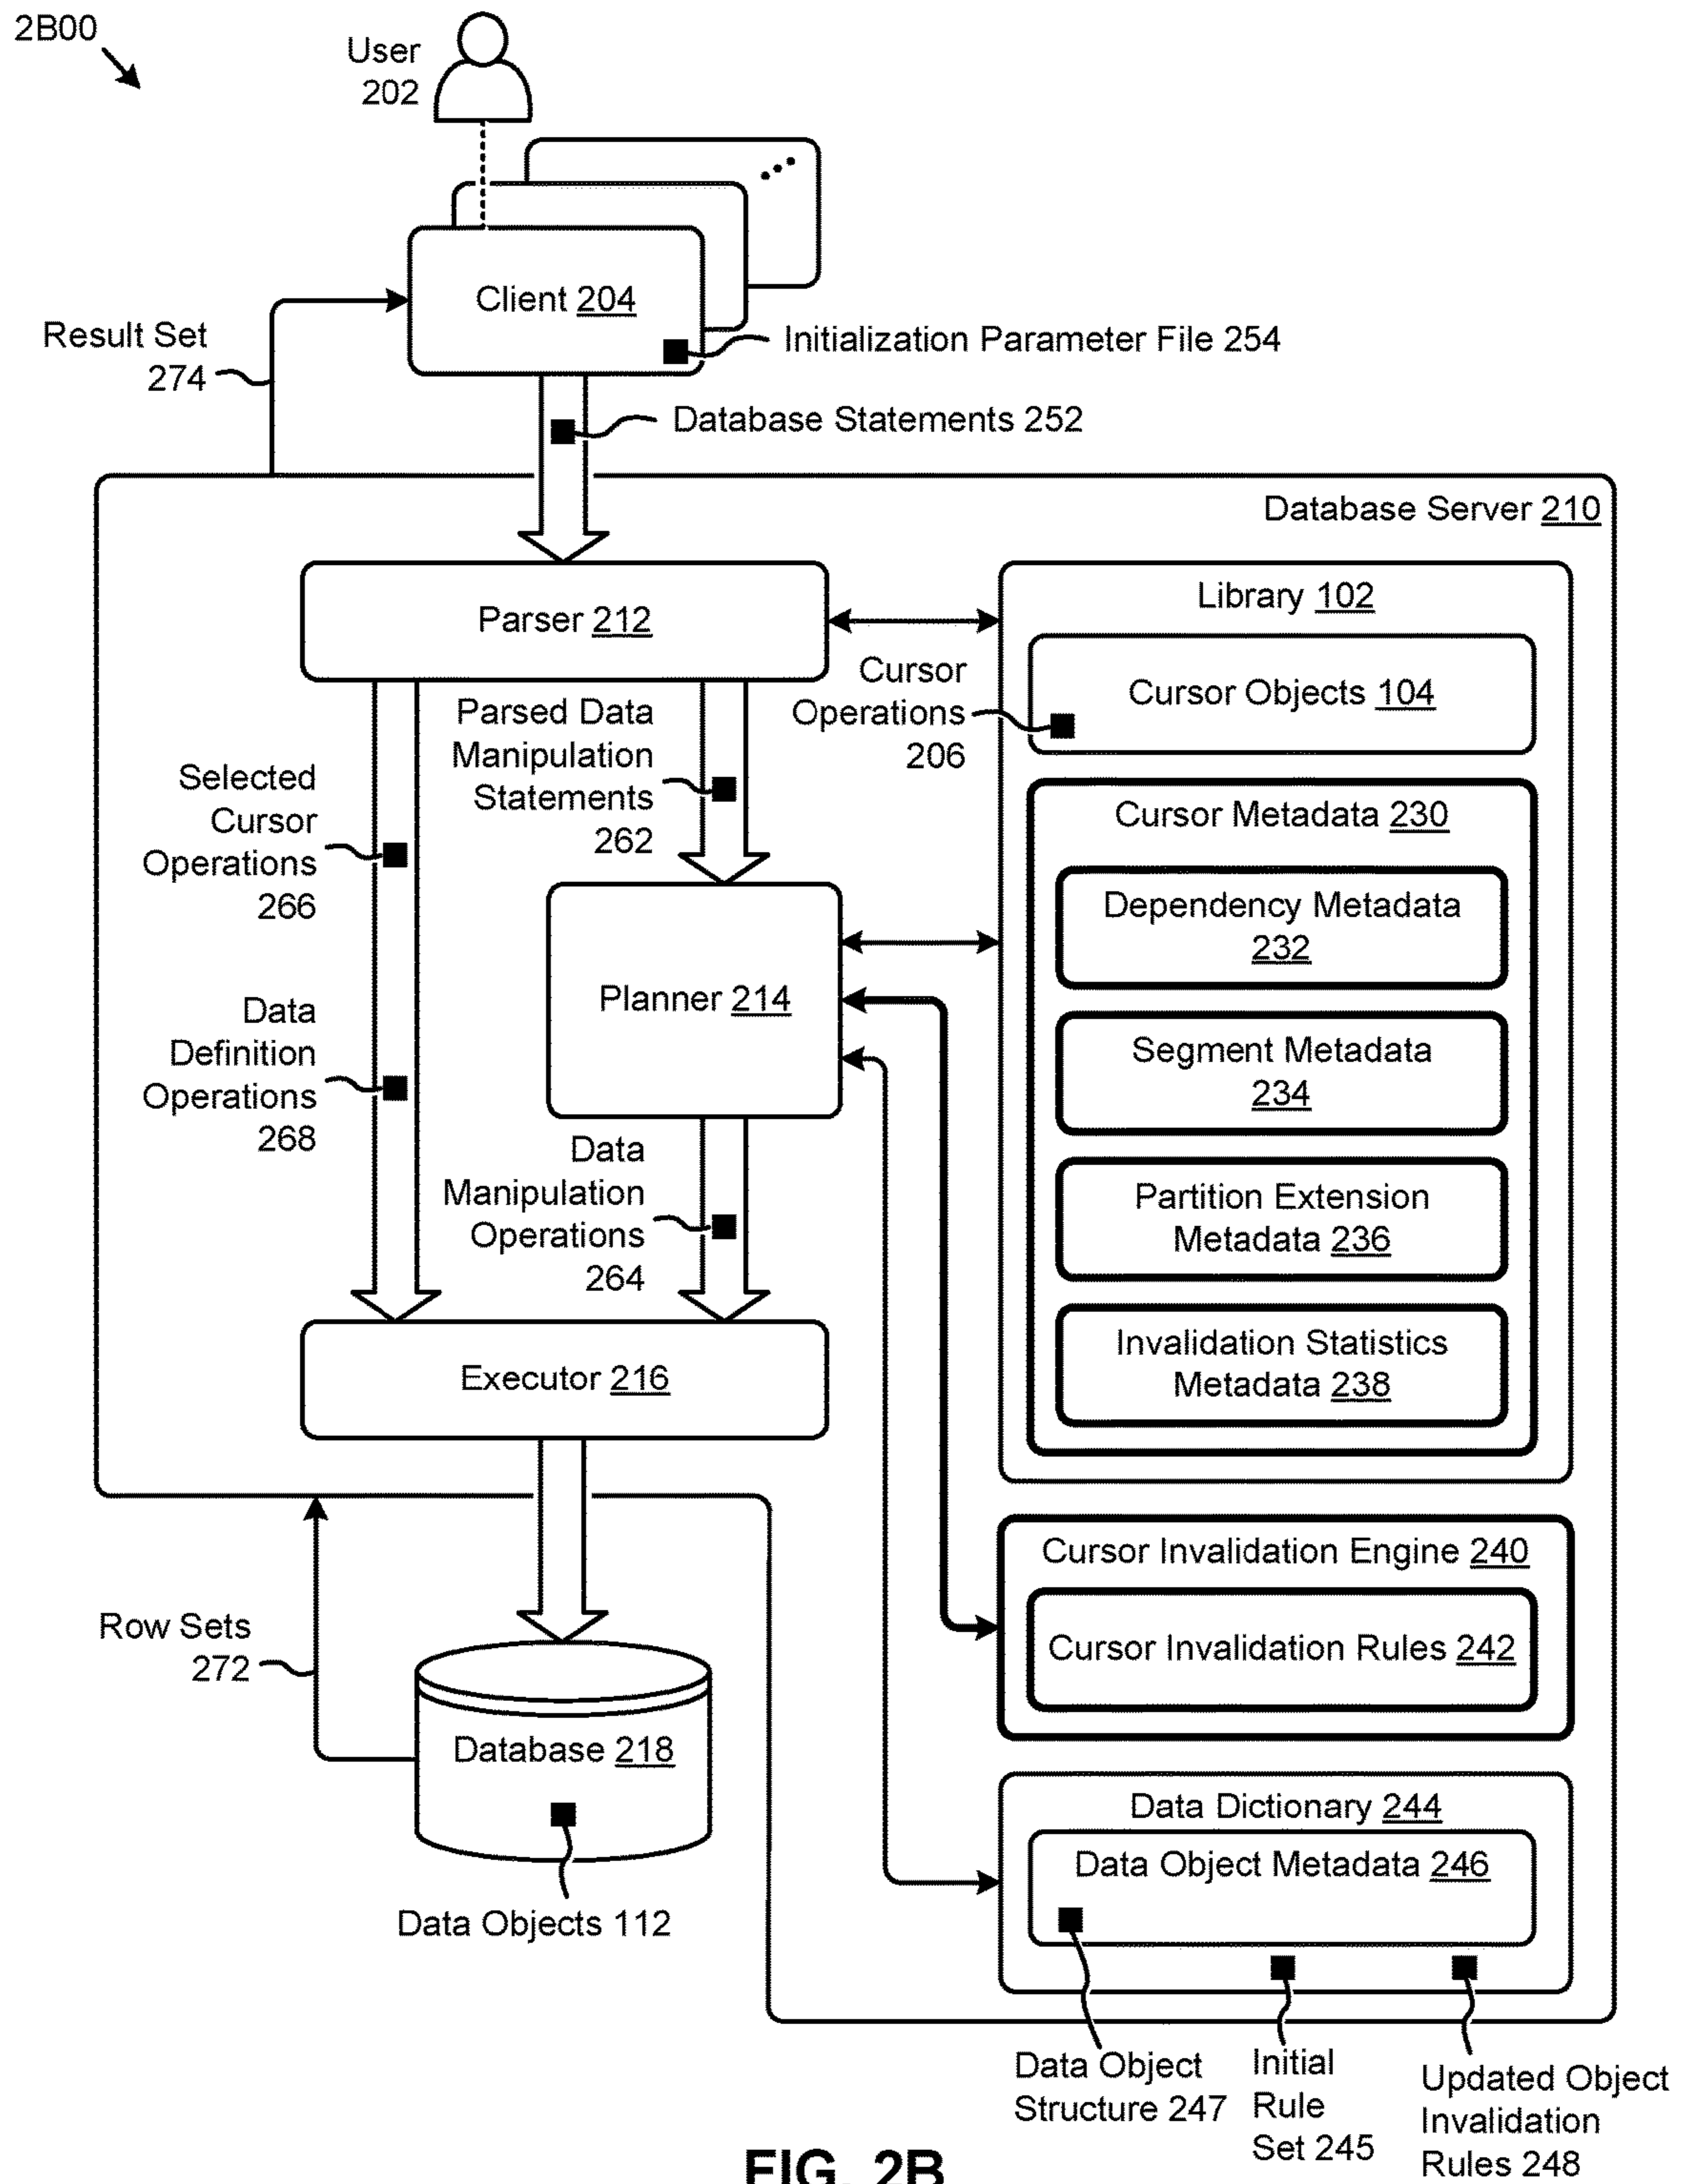 2B00
User
202
Client 204
Initialization Parameter File 254
Result Set
274
Database Statements 252
Database Server 210
Parser 212
Library 102
Cursor Objects 104
Cursor
Operations
206
Parsed Data
Manipulation
Statements
262
Selected
Cursor
Operations
266
Cursor Metadata 230
Dependency Metadata
232
Planner 214
Segment Metadata
234
Data
Definition
Operations
268
Data
Manipulation
Operations
264
Partition Extension
Metadata 236
Invalidation Statistics
Metadata 238
Executor 216
Cursor Invalidation Engine 240
Cursor Invalidation Rules 242
Row Sets
272
Database 218
Data Objects 112
Data Dictionary 244
Data Object Metadata 246
Data Object
Structure 247
Initial
Rule
Set 245
Updated Object
Invalidation
Rules 248
FIG. 2B